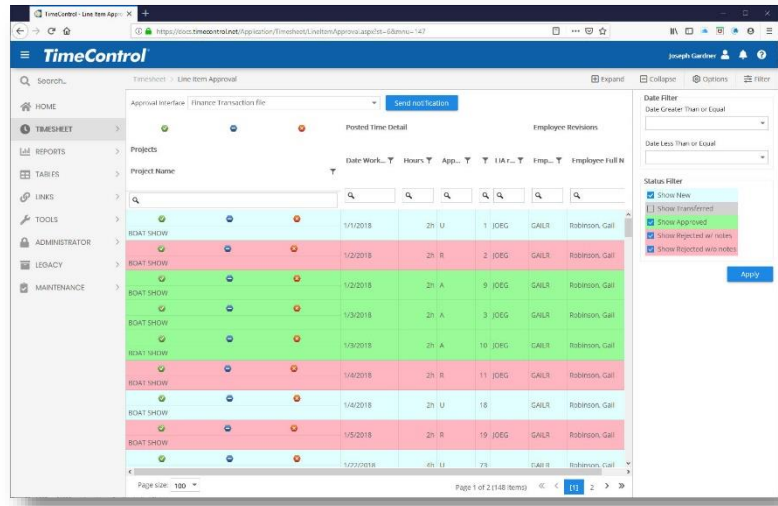 TimeControl - Line Item Appro
https://docs.timecontrol.net/Application/Timesheet/LineItemApproval.aspx?st=6&mnu=147
TimeControl
Joseph Gardner
Search...
Timesheet / Line Item Approval
Expand
Collapse
Options
Filter
HOME
TIMESHEET
REPORTS
TABLES
LINKS
TOOLS
ADMINISTRATOR
LEGACY
MAINTENANCE
Approval Interface Finance Transaction file
Send notification
Posted Time Detail Employee Revisions
Projects
Date Work... Hours App... LIA r... Emp... Employee Full N
Project Name
BOAT SHOW 1/1/2018 2h U 1 JOEG GAILR Robinson, Gail
BOAT SHOW 1/2/2018 2h R 2 JOEG GAILR Robinson, Gail
BOAT SHOW 1/2/2018 2h A 9 JOEG GAILR Robinson, Gail
BOAT SHOW 1/3/2018 2h A 3 JOEG GAILR Robinson, Gail
BOAT SHOW 1/3/2018 2h A 10 JOEG GAILR Robinson, Gail
BOAT SHOW 1/4/2018 2h R 11 JOEG GAILR Robinson, Gail
BOAT SHOW 1/4/2018 2h U 18 GAILR Robinson, Gail
BOAT SHOW 1/5/2018 2h R 19 JOEG GAILR Robinson, Gail
1/22/2018 U 73 GAILR Robinson, Gail
Page size: 100
Page 1 of 2 (148 items) [1] 2
Date Filter
Date Greater Than or Equal
Date Less Than or Equal
Status Filter
Show New
Show Transferred
Show Approved
Show Rejected w/ notes
Show Rejected w/o notes
Apply